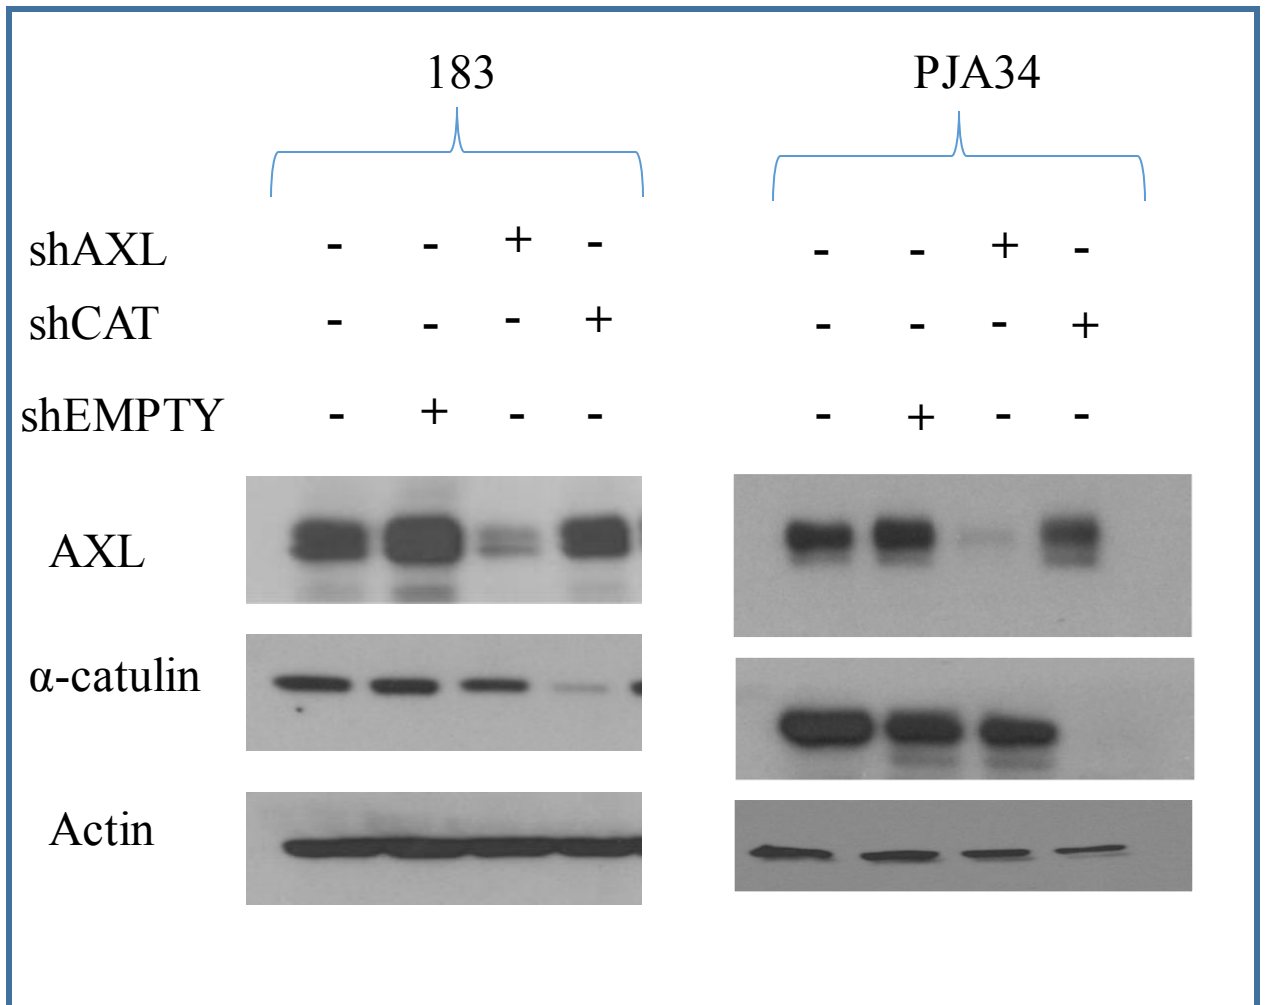 183 PJA34
shAXL - - + - - - + -
shCAT - - - + - - - +
shEMPTY - + - - - + - -
AXL
α-catulin
Actin